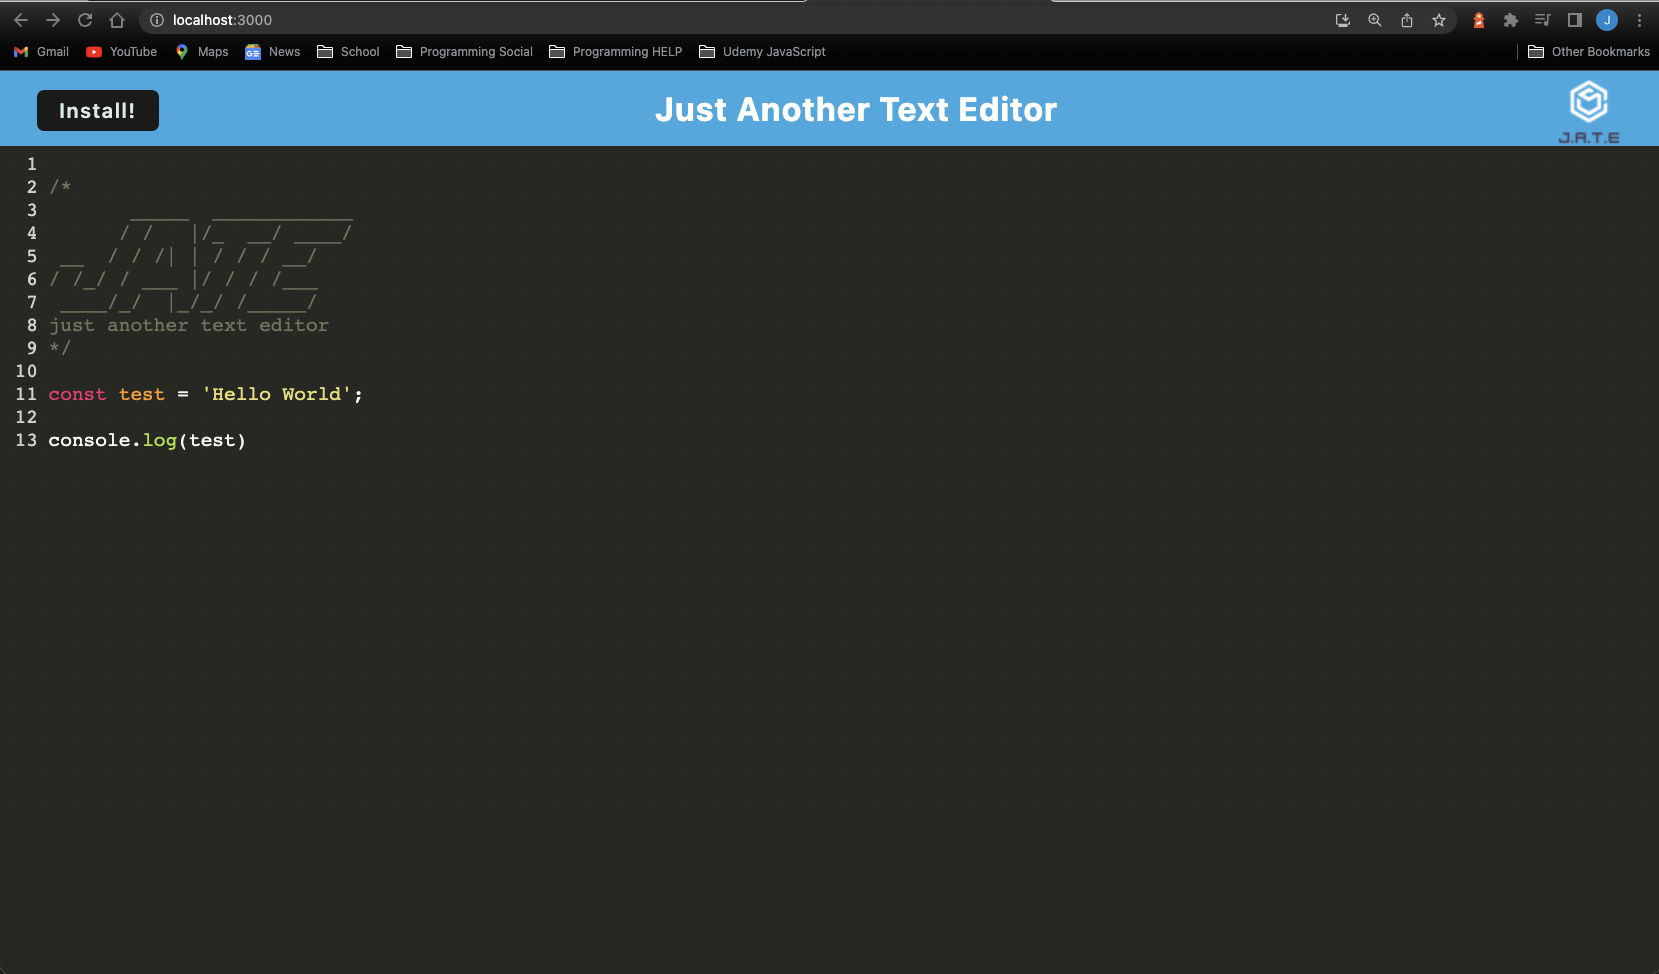 localhost:3000
J
Gmail YouTube Maps News School Programming Social Programming HELP Udemy JavaScript Other Bookmarks
Install! Just Another Text Editor
J.A.T.E
1
2 /*
3       ______  ____________
4      / /   |/_  __/ ____/
5 __  / / /| | / / / __/
6 / /_/ / ___ |/ / / /___
7 ____/_/  |_/_/ /_____/
8 just another text editor
9 */
10
11 const test = 'Hello World';
12
13 console.log(test)